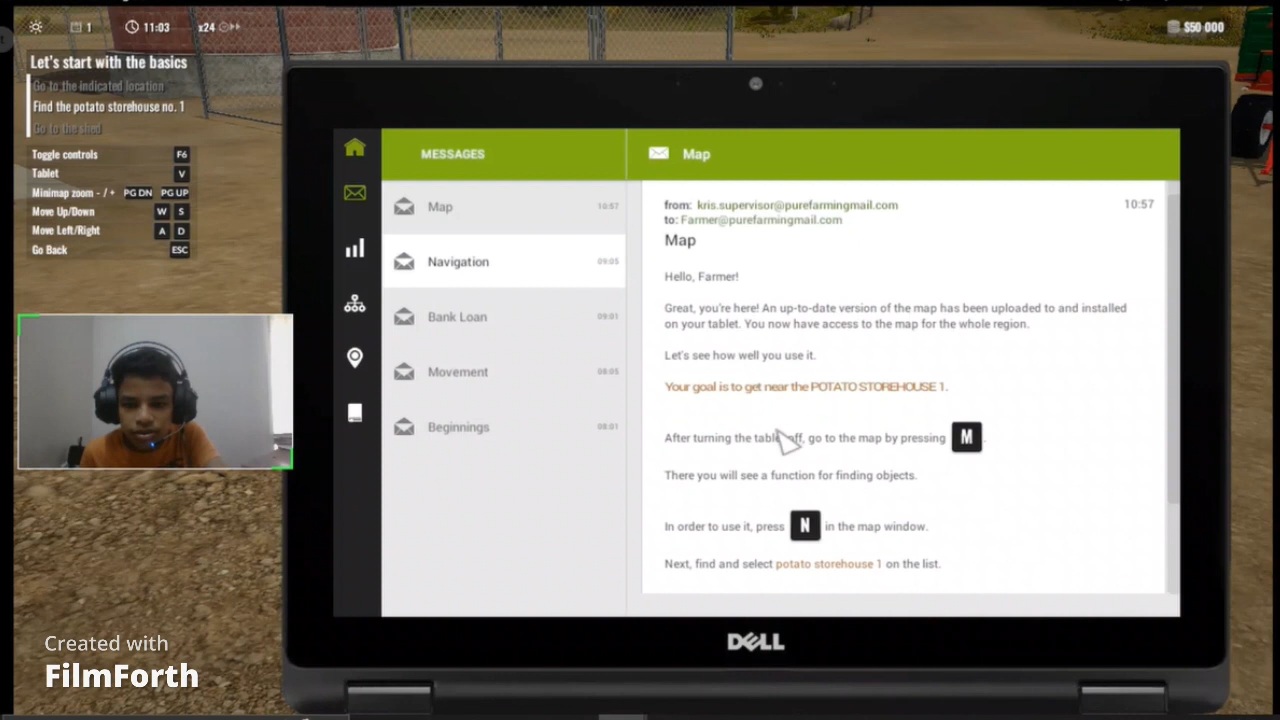 1
11:03
x24
$50 000
Let's start with the basics
Go to the indicated location
Find the potato storehouse no. 1
Go to the shed
Toggle controls F6
Tablet V
Minimap zoom - / + PG DN PG UP
Move Up/Down W S
Move Left/Right A D
Go Back ESC
MESSAGES
Map 10:57
Navigation 09:05
Bank Loan 09:01
Movement 08:05
Beginnings 08:01
Map
from: kris.supervisor@purefarmingmail.com 10:57
to: Farmer@purefarmingmail.com
Map
Hello, Farmer!
Great, you're here! An up-to-date version of the map has been uploaded to and installed
on your tablet. You now have access to the map for the whole region.
Let's see how well you use it.
Your goal is to get near the POTATO STOREHOUSE 1.
After turning the tablet off, go to the map by pressing M .
There you will see a function for finding objects.
In order to use it, press N in the map window.
Next, find and select potato storehouse 1 on the list.
DELL
Created with
FilmForth